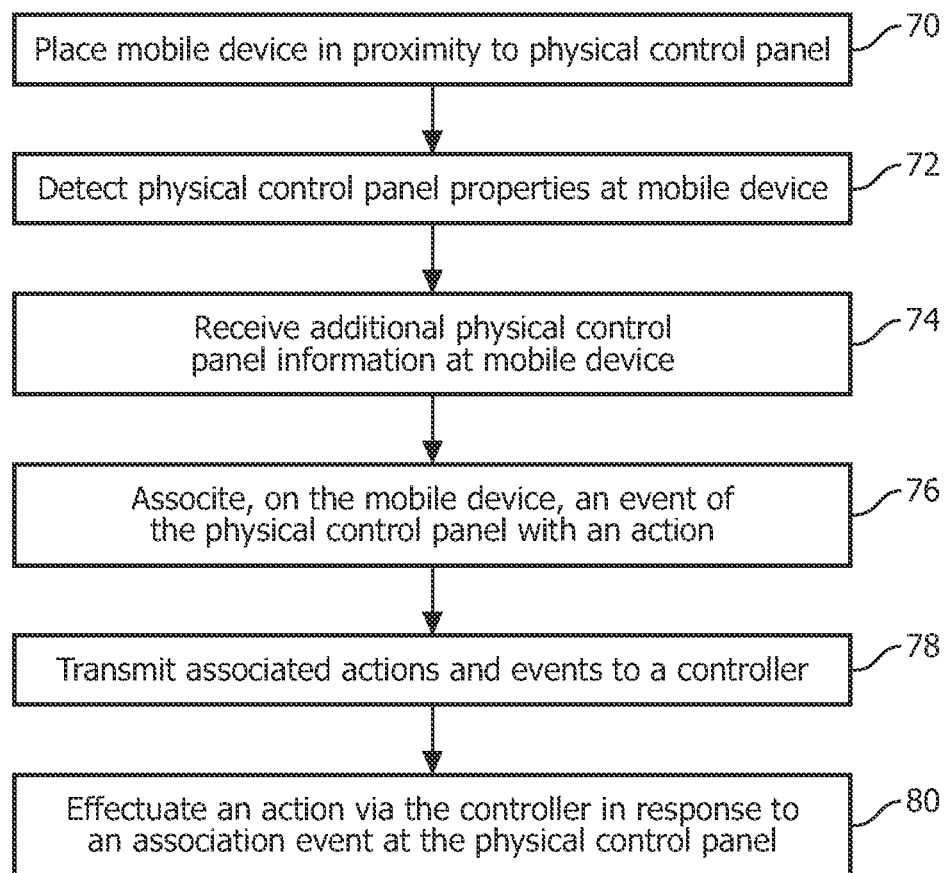 Place mobile device in proximity to physical control panel
70
Detect physical control panel properties at mobile device
72
Receive additional physical control
panel information at mobile device
74
Associte, on the mobile device, an event of
the physical control panel with an action
76
Transmit associated actions and events to a controller
78
Effectuate an action via the controller in response to
an association event at the physical control panel
80